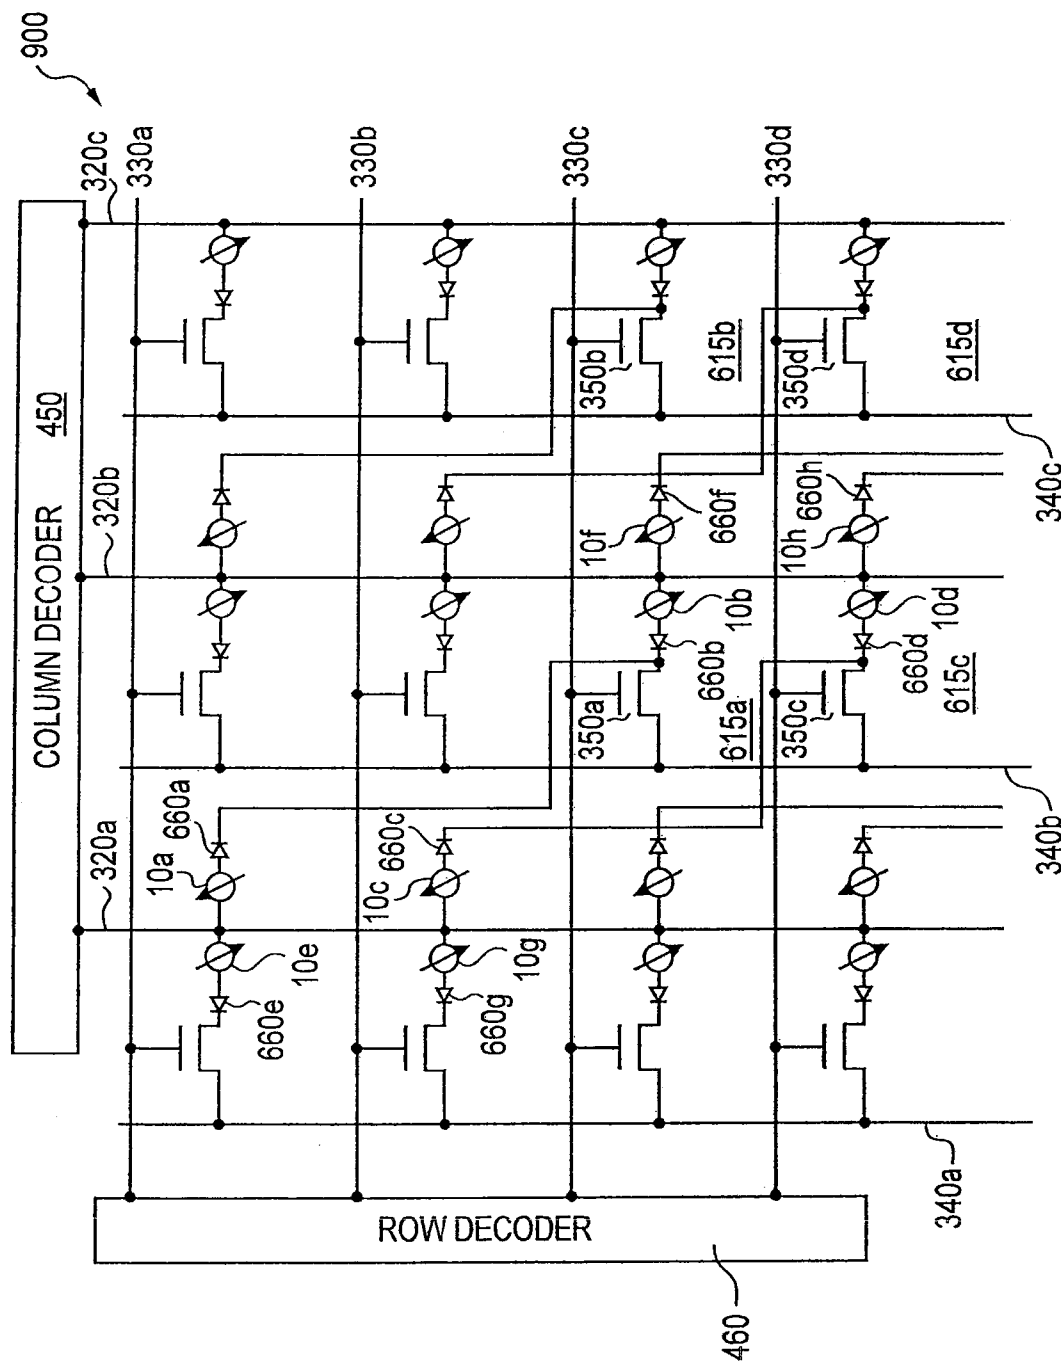 900
COLUMN DECODER
450
320a
320b
320c
330a
330b
330c
330d
10a
660a
10e
660e
10c
660c
10g
660g
10f
660f
10b
660b
350a
615a
350b
615b
10h
660h
10d
660d
350c
615c
350d
615d
340a
340b
340c
ROW DECODER
460